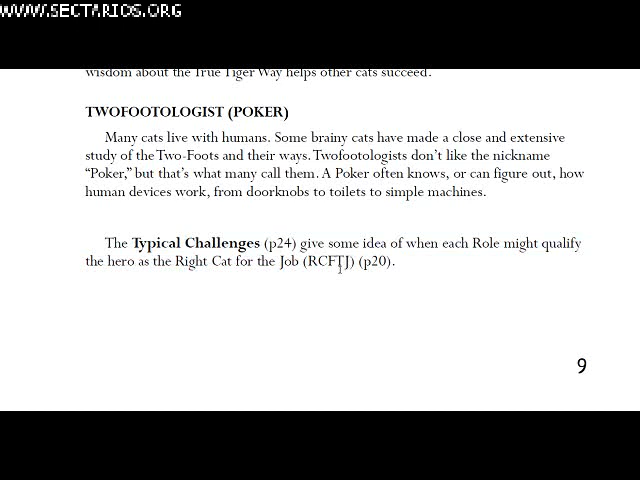 WWW.SECTARIOS.ORG
wisdom about the True Tiger Way helps other cats succeed.
TWOFOOTOLOGIST (POKER)
Many cats live with humans. Some brainy cats have made a close and extensive
study of the Two-Foots and their ways. Twofootologists don’t like the nickname
“Poker,” but that’s what many call them. A Poker often knows, or can figure out, how
human devices work, from doorknobs to toilets to simple machines.
The Typical Challenges (p24) give some idea of when each Role might qualify
the hero as the Right Cat for the Job (RCFTJ) (p20).
9